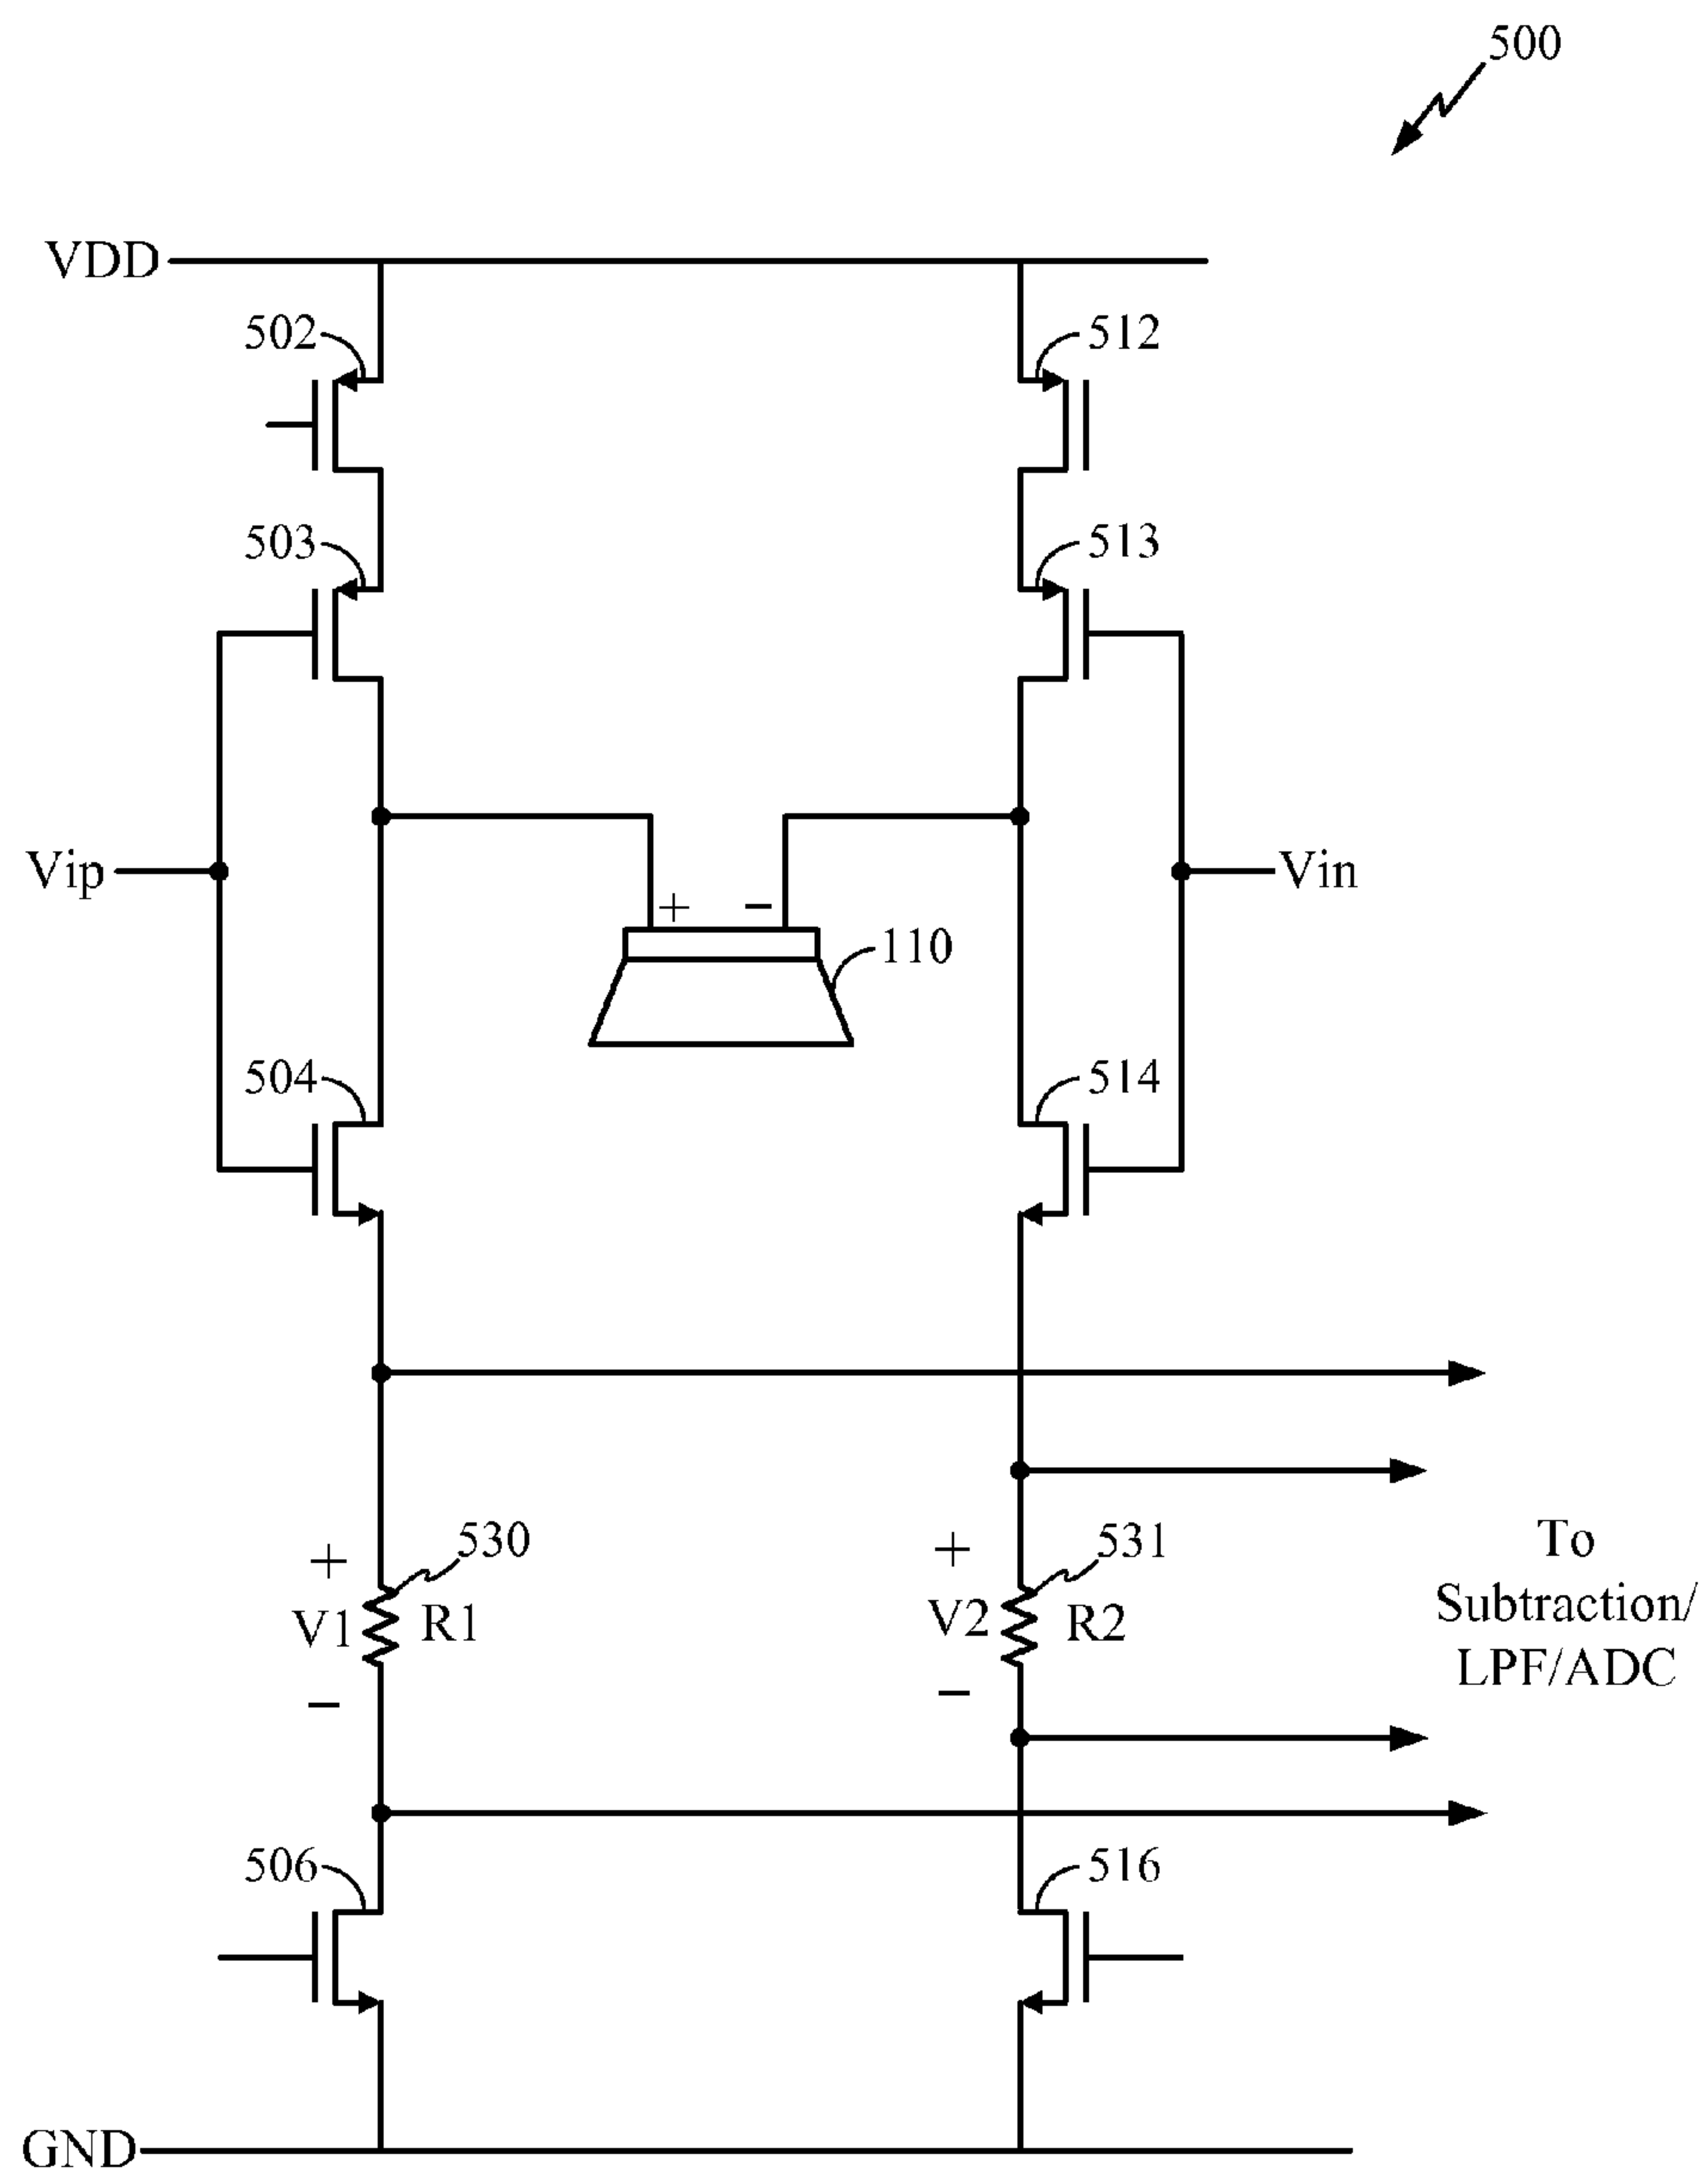 500
VDD
502
512
503
513
Vip
Vin
+
−
110
504
514
530
531
+
+
V1
R1
V2
R2
−
−
To
Subtraction/
LPF/ADC
506
516
GND